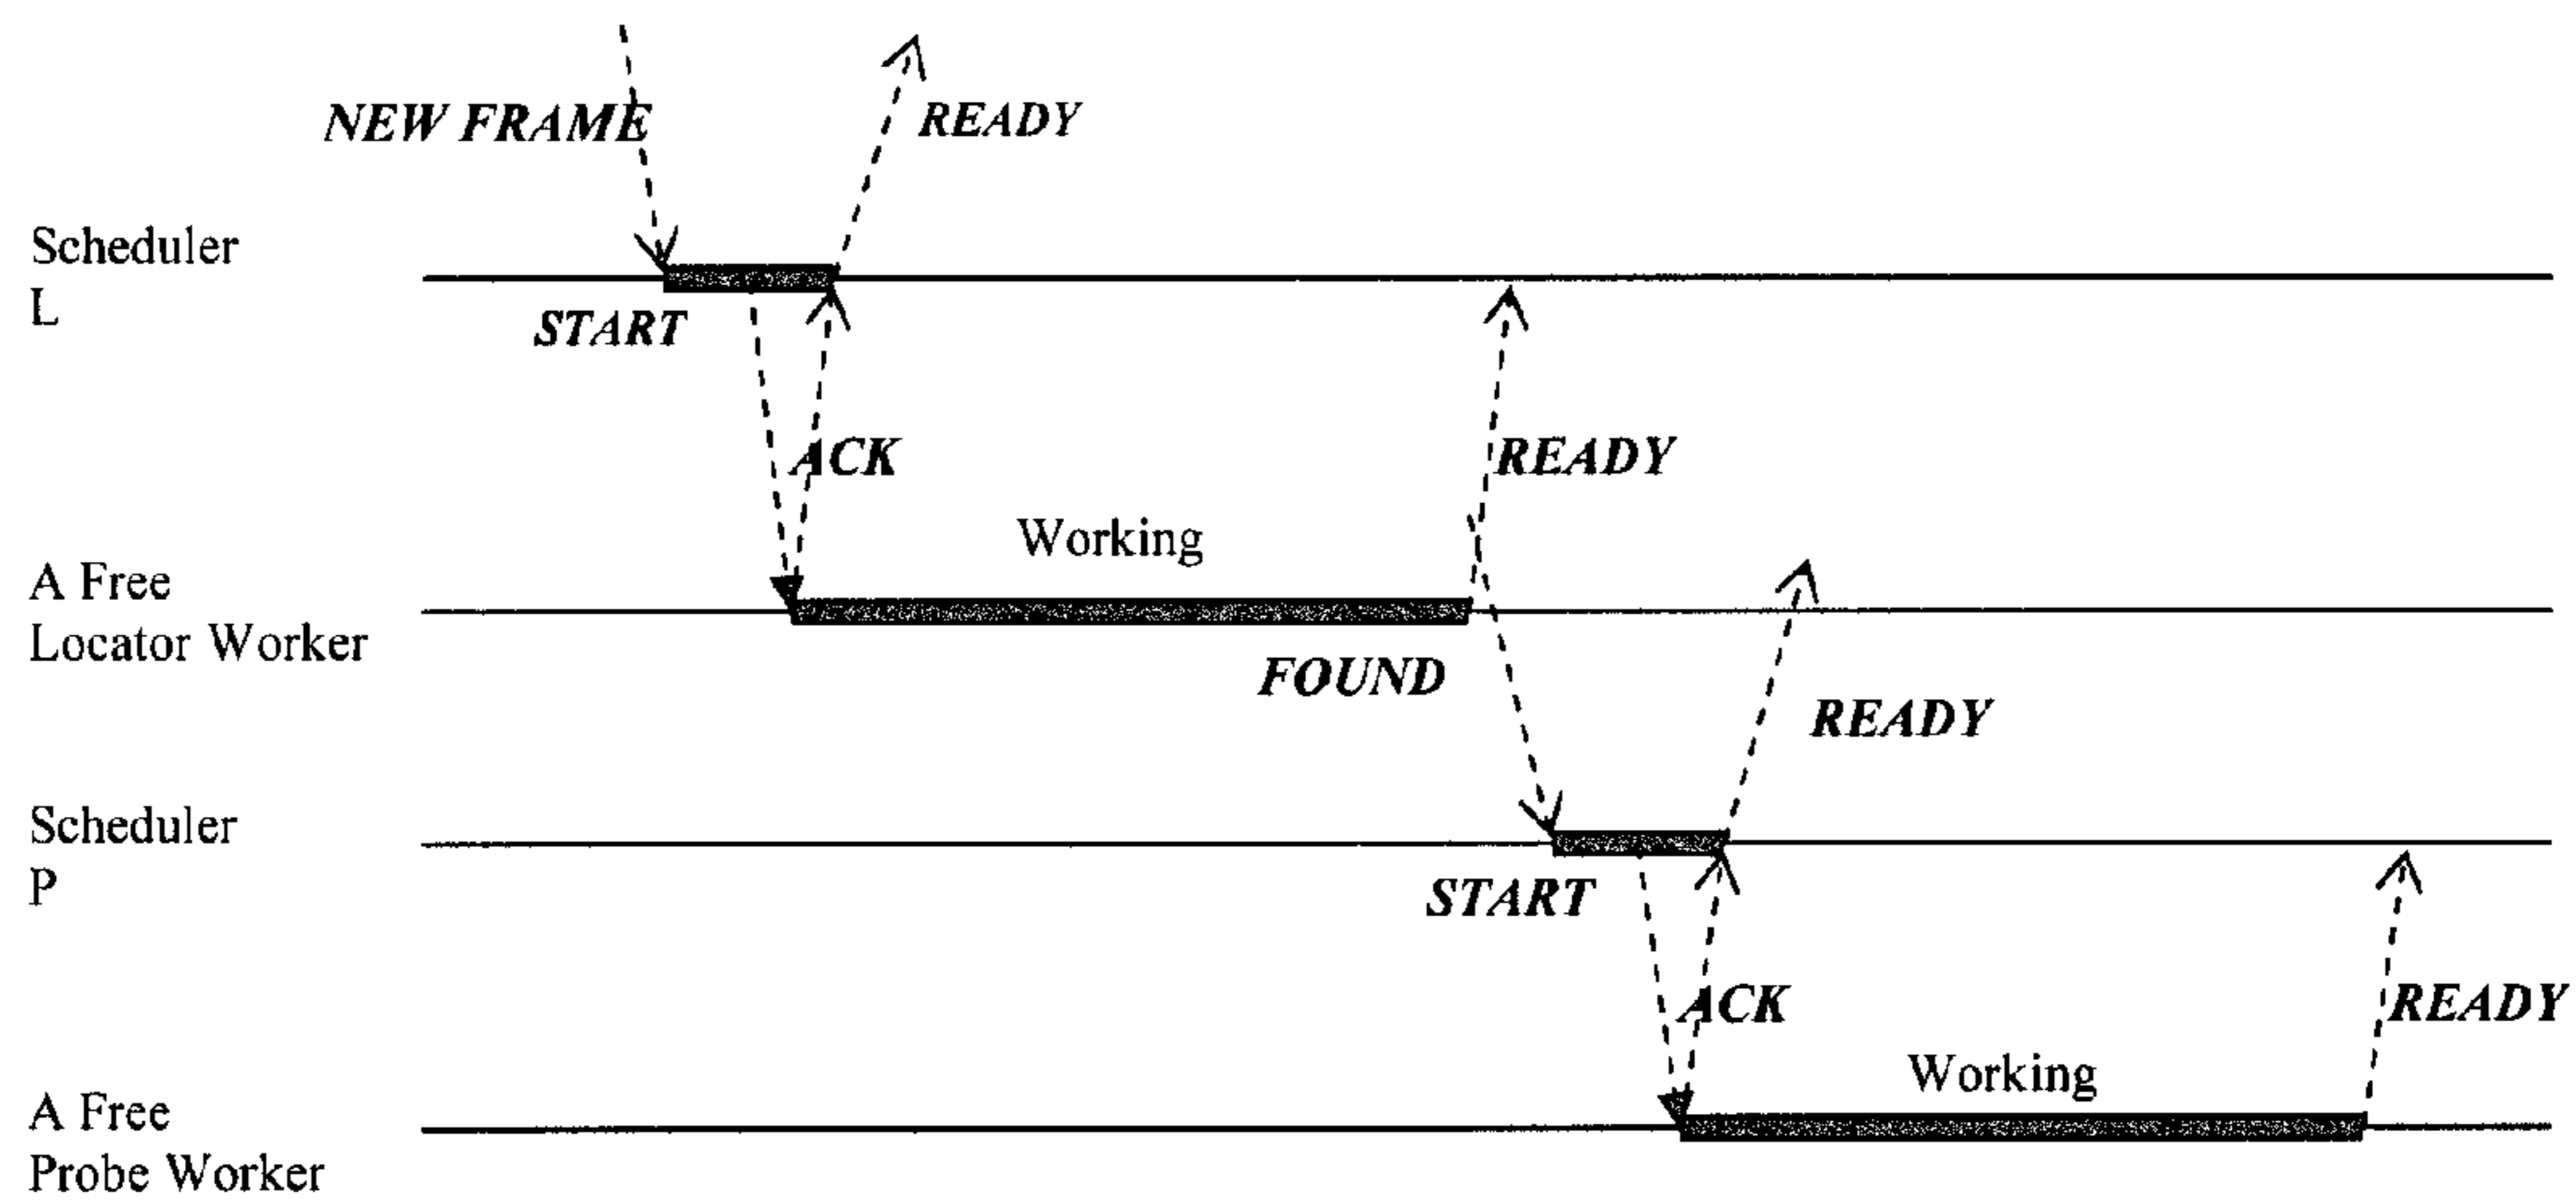 NEW FRAME
READY
Scheduler
L
START
ACK
READY
Working
A Free
Locator Worker
FOUND
READY
Scheduler
P
START
ACK
READY
Working
A Free
Probe Worker